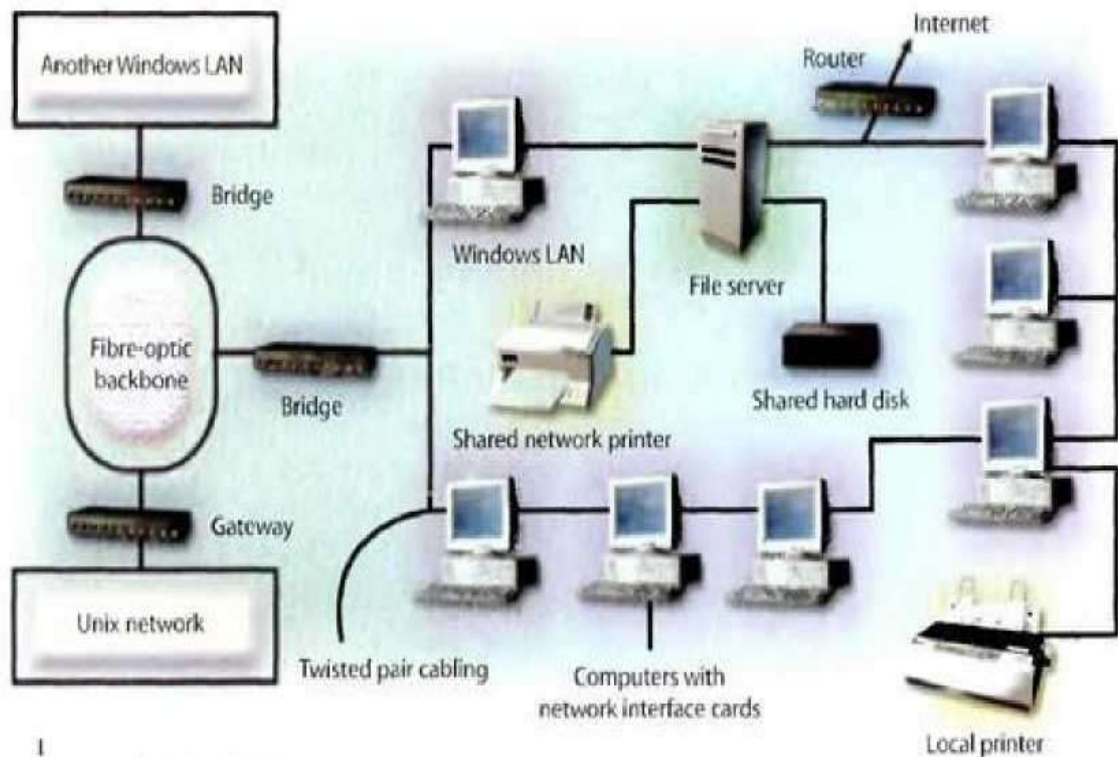 Another Windows LAN
Internet
Router
Bridge
Windows LAN
File server
Fibre-optic
backbone
Bridge
Shared hard disk
Shared network printer
Gateway
Unix network
Twisted pair cabling
Computers with
network interface cards
Local printer